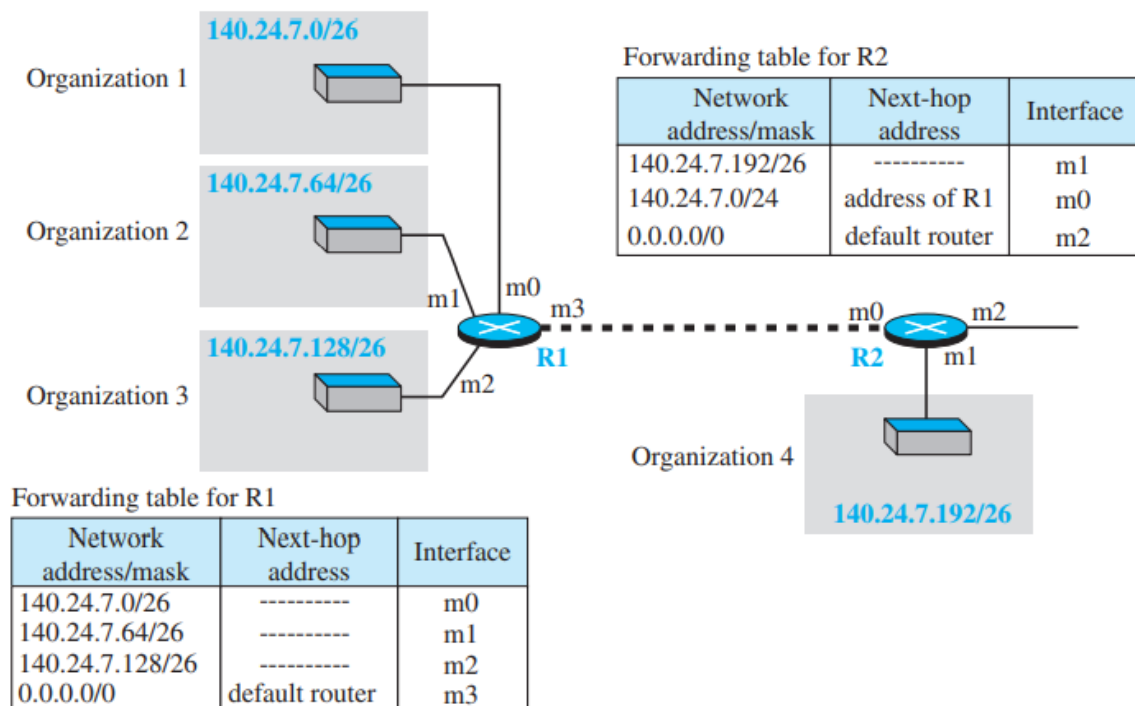 140.24.7.0/26
Organization 1
140.24.7.64/26
Organization 2
140.24.7.128/26
Organization 3
m0
m1
m2
m3
R1
Forwarding table for R2
Network address/mask Next-hop address Interface
140.24.7.192/26 ---------- m1
140.24.7.0/24 address of R1 m0
0.0.0.0/0 default router m2
m0
m2
R2
m1
Organization 4
140.24.7.192/26
Forwarding table for R1
Network address/mask Next-hop address Interface
140.24.7.0/26 ---------- m0
140.24.7.64/26 ---------- m1
140.24.7.128/26 ---------- m2
0.0.0.0/0 default router m3